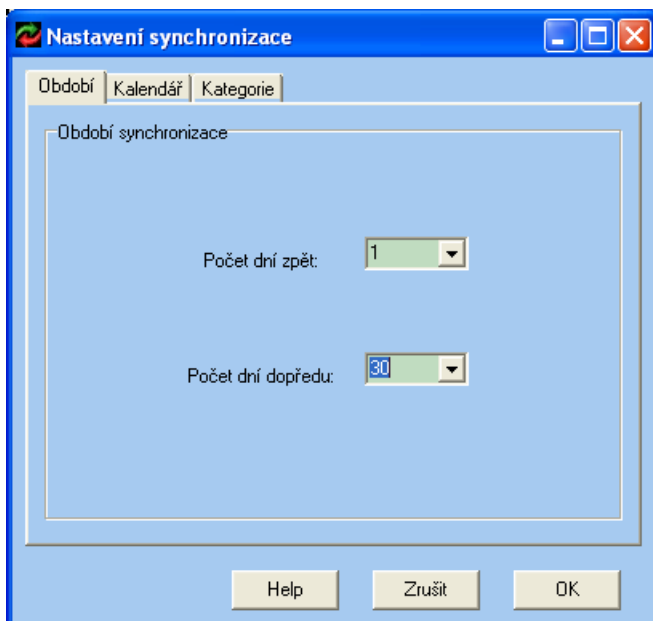 Nastavení synchronizace
Období Kalendář Kategorie
Období synchronizace
Počet dní zpět: 1
Počet dní dopředu: 30
Help Zrušit OK